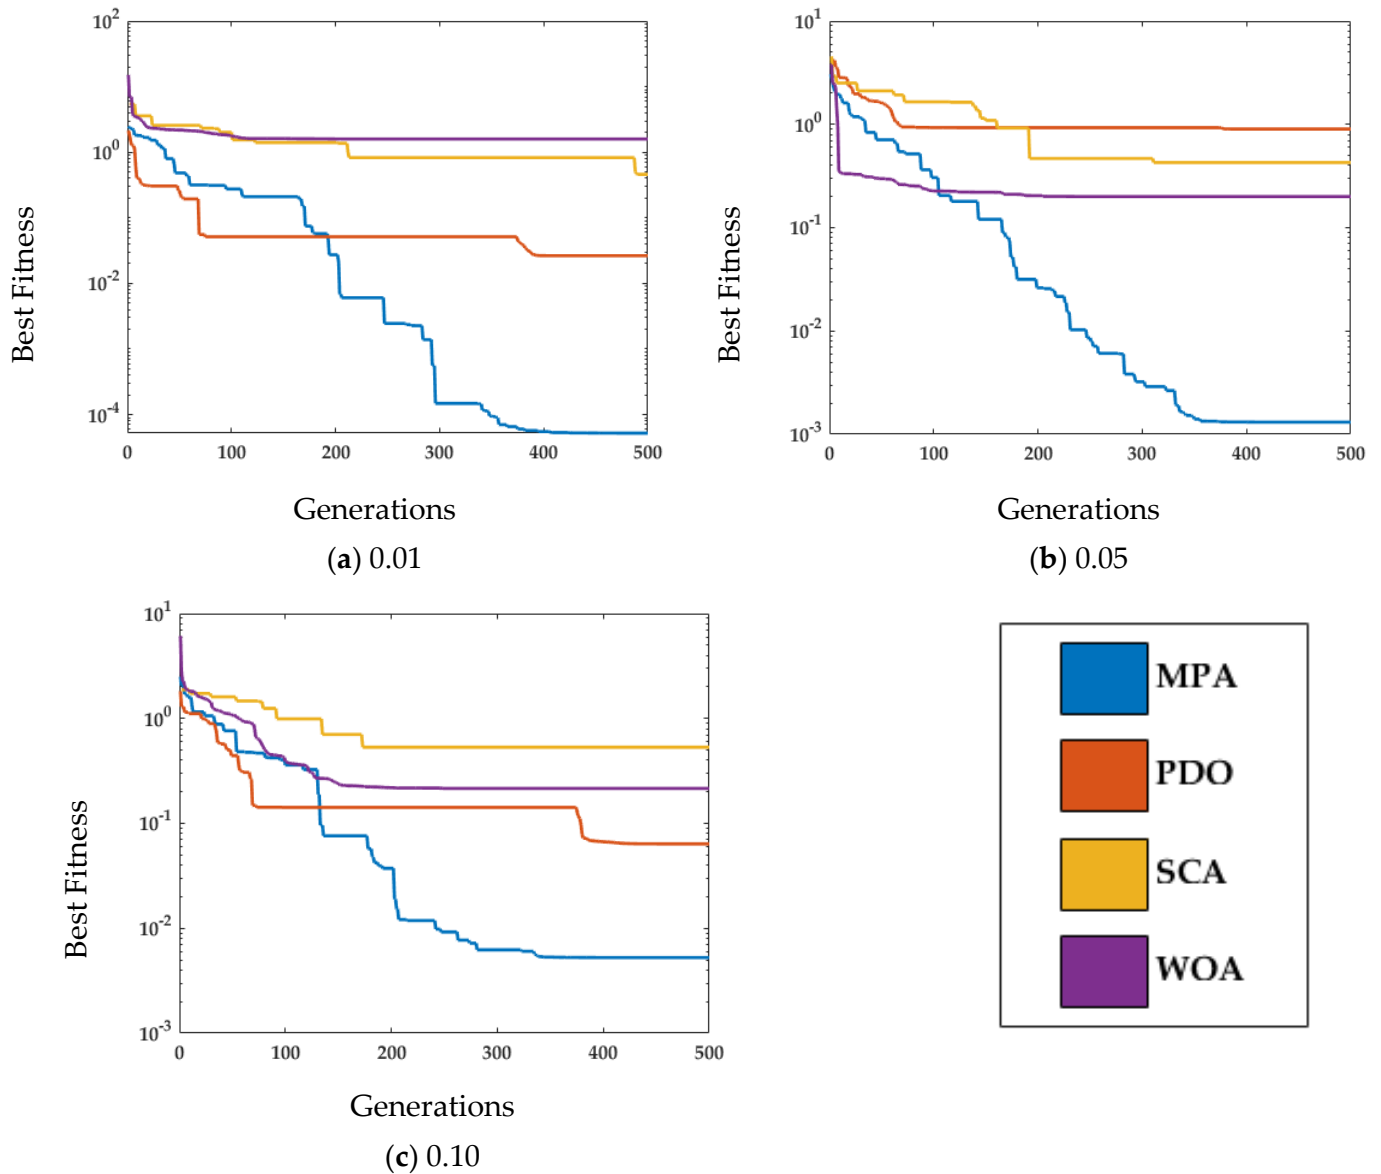 10^2
10^0
10^-2
10^-4
0 100 200 300 400 500
Best Fitness
Generations
(a) 0.01
10^1
10^0
10^-1
10^-2
10^-3
0 100 200 300 400 500
Best Fitness
Generations
(b) 0.05
10^1
10^0
10^-1
10^-2
10^-3
0 100 200 300 400 500
Best Fitness
Generations
(c) 0.10
MPA
PDO
SCA
WOA